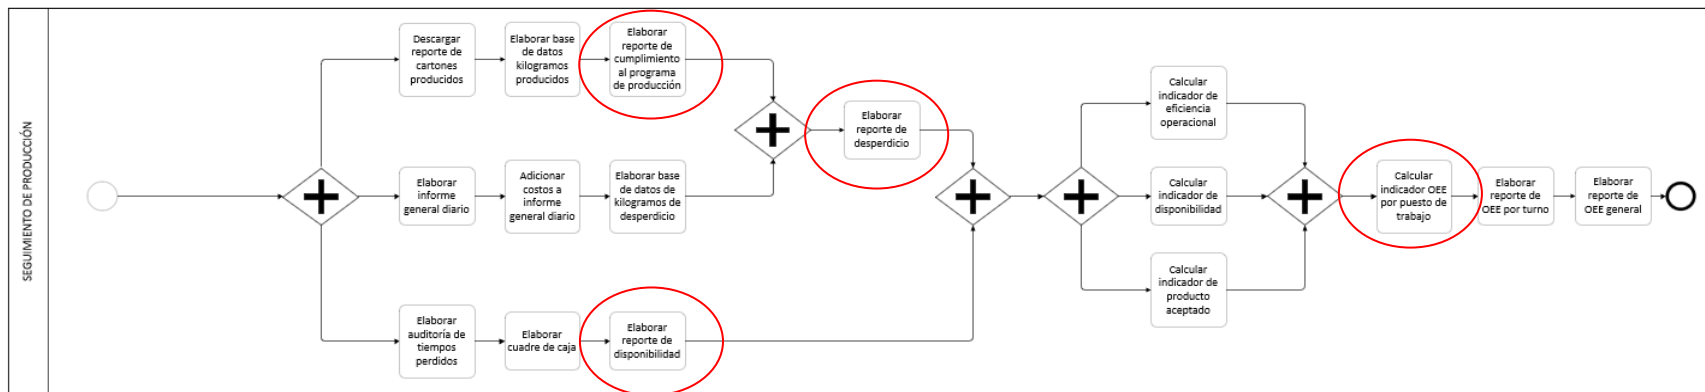 SEGUIMIENTO DE PRODUCCIÓN
Descargar
reporte de
cartones
producidos
Elaborar base
de datos
kilogramos
producidos
Elaborar
reporte de
cumplimiento
al programa
de producción
Elaborar
informe
general diario
Adicionar
costos a
informe
general diario
Elaborar base
de datos de
kilogramos de
desperdicio
Elaborar
auditoría de
tiempos
perdidos
Elaborar
cuadre de caja
Elaborar
reporte de
disponibilidad
Elaborar
reporte de
desperdicio
Calcular
indicador de
eficiencia
operacional
Calcular
indicador de
disponibilidad
Calcular
indicador de
producto
aceptado
Calcular
indicador OEE
por puesto de
trabajo
Elaborar
reporte de
OEE por turno
Elaborar
reporte de
OEE general